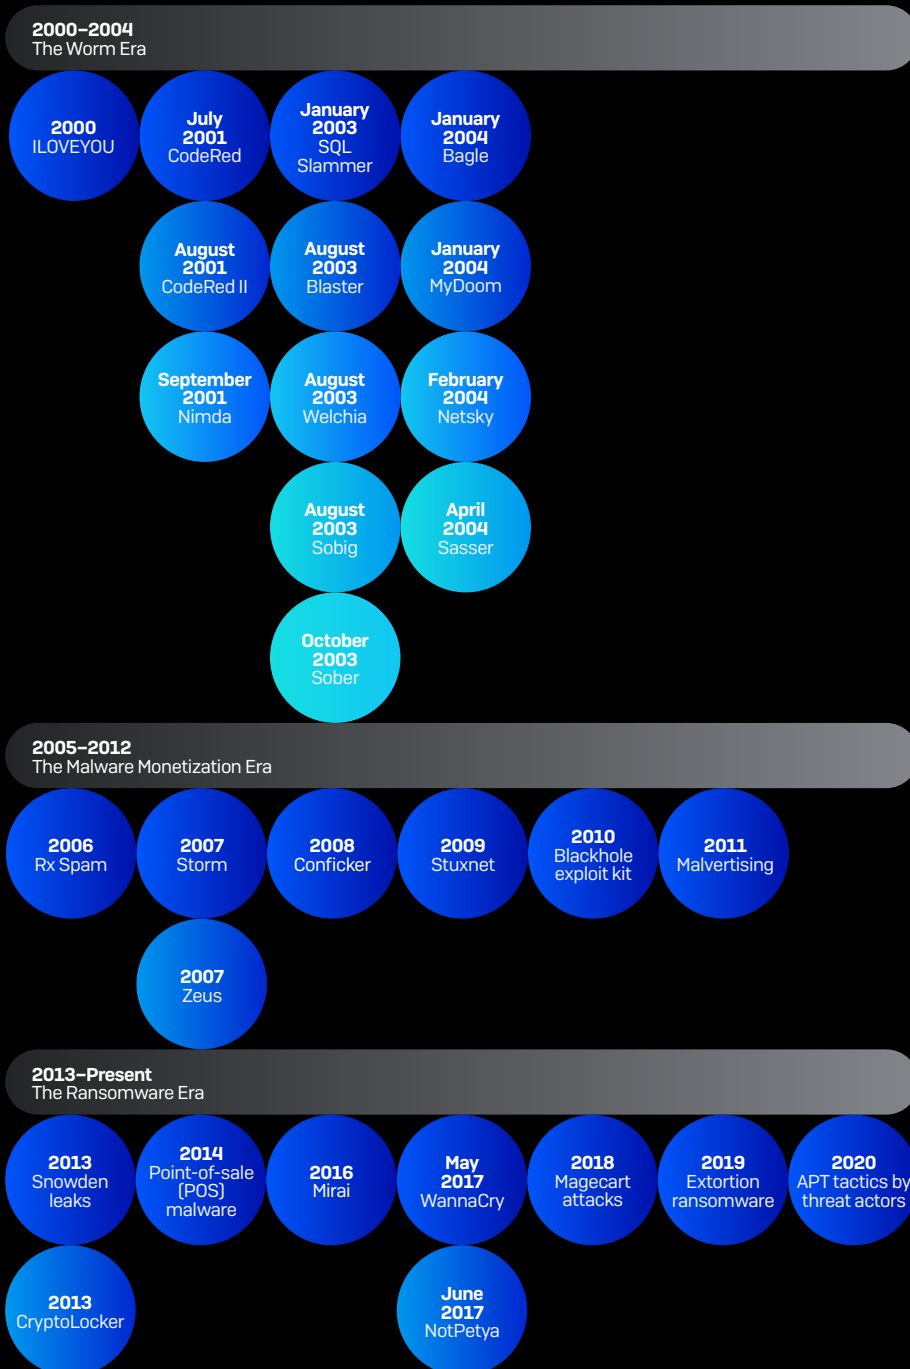 2000–2004
The Worm Era
2000
ILOVEYOU
July
2001
CodeRed
January
2003
SQL
Slammer
January
2004
Bagle
August
2001
CodeRed II
August
2003
Blaster
January
2004
MyDoom
September
2001
Nimda
August
2003
Welchia
February
2004
Netsky
August
2003
Sobig
April
2004
Sasser
October
2003
Sober
2005–2012
The Malware Monetization Era
2006
Rx Spam
2007
Storm
2008
Conficker
2009
Stuxnet
2010
Blackhole
exploit kit
2011
Malvertising
2007
Zeus
2013–Present
The Ransomware Era
2013
Snowden
leaks
2014
Point-of-sale
(POS)
malware
2016
Mirai
May
2017
WannaCry
2018
Magecart
attacks
2019
Extortion
ransomware
2020
APT tactics by
threat actors
2013
CryptoLocker
June
2017
NotPetya